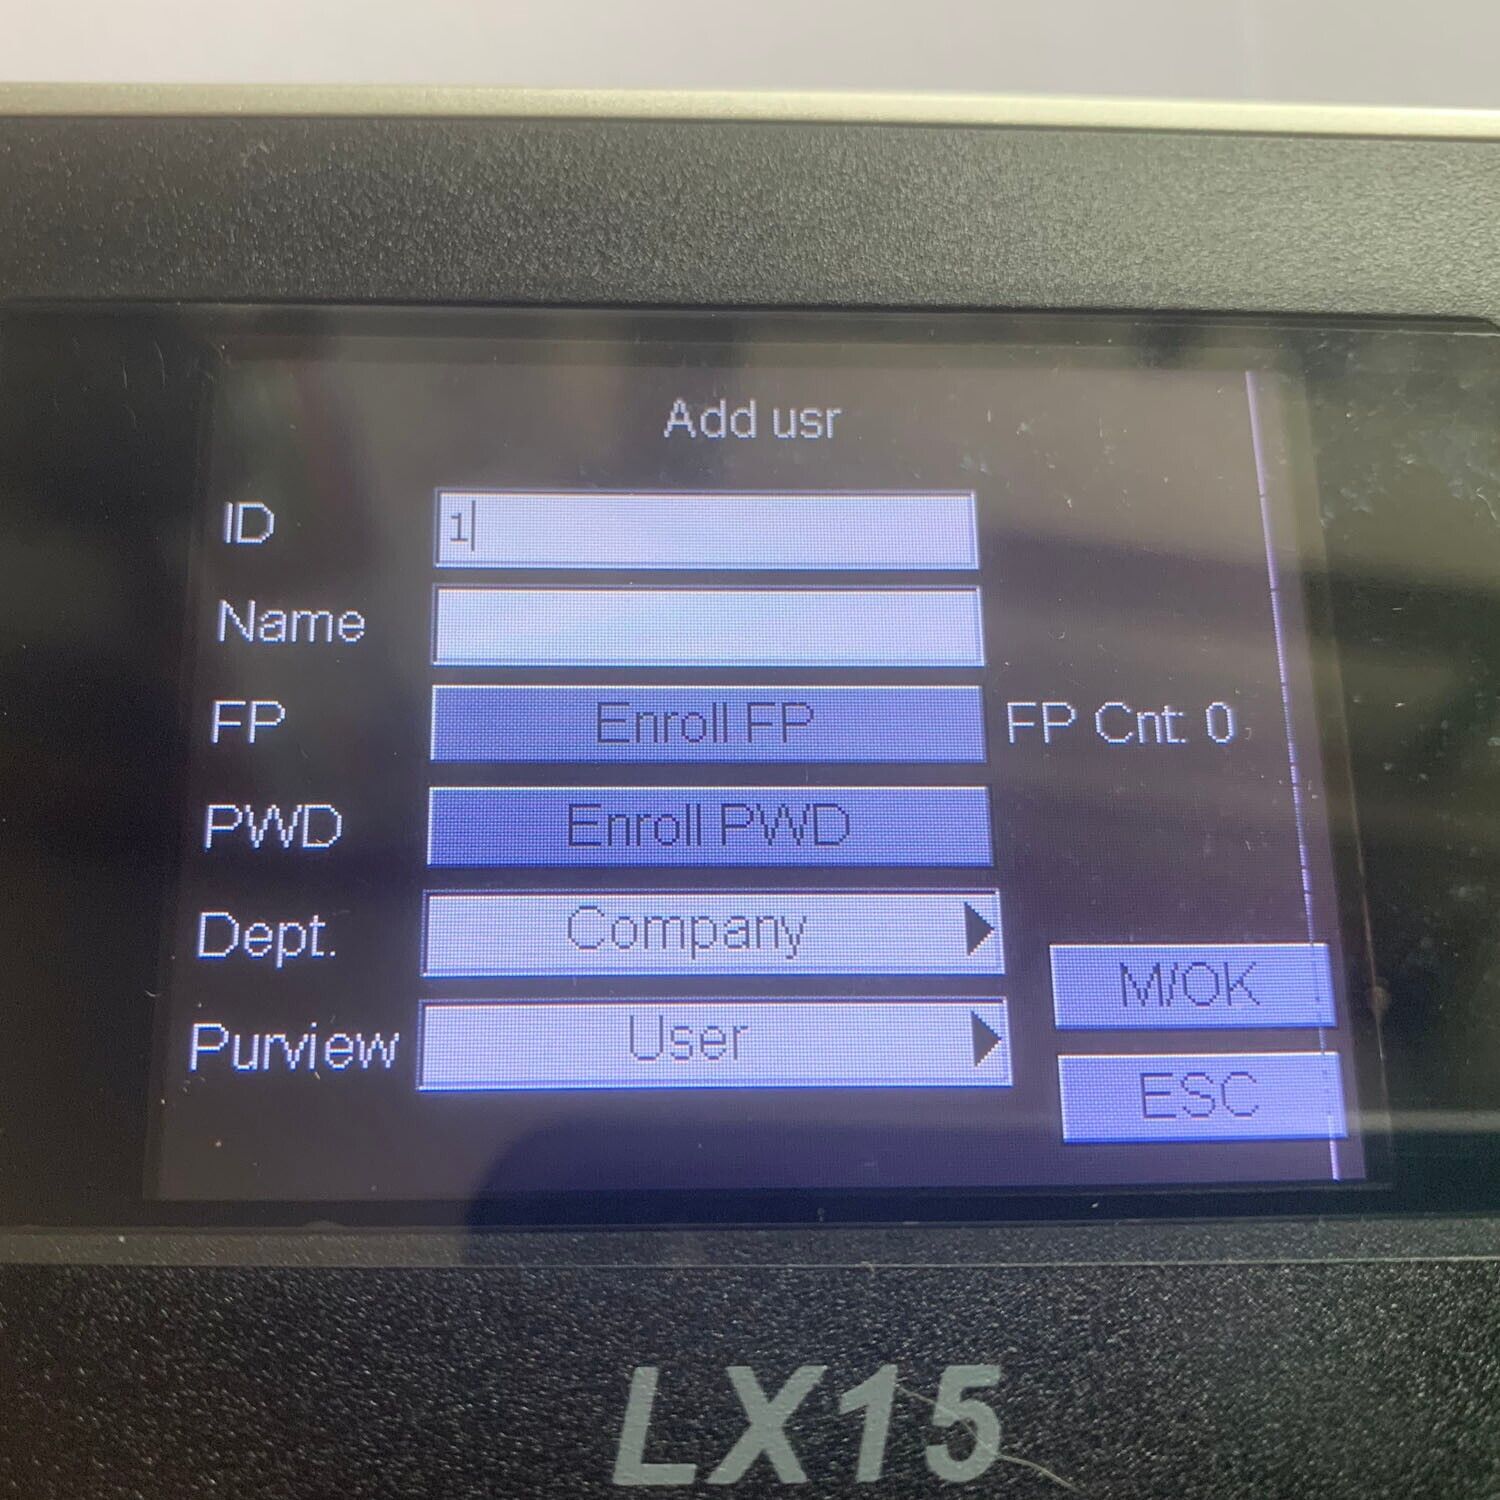 Add usr
ID 1
Name
FP Enroll FP FP Cnt: 0
PWD Enroll PWD
Dept. Company
M/OK
Purview User
ESC
LX15